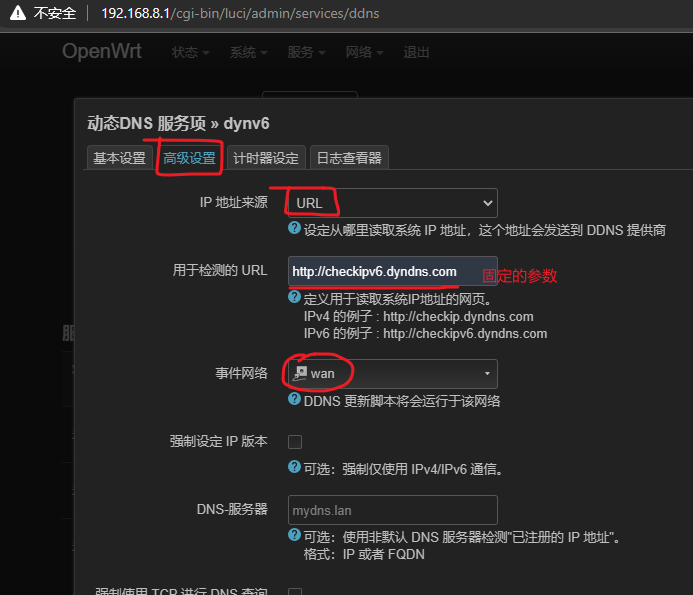 不安全 192.168.8.1/cgi-bin/luci/admin/services/ddns
OpenWrt 状态 系统 服务 网络 退出
动态DNS 服务项 » dynv6
基本设置 高级设置 计时器设定 日志查看器
IP 地址来源 URL
设定从哪里读取系统 IP 地址，这个地址会发送到 DDNS 提供商
用于检测的 URL http://checkipv6.dyndns.com 固定的参数
定义用于读取系统IP地址的网页。
IPv4 的例子 : http://checkip.dyndns.com
IPv6 的例子 : http://checkipv6.dyndns.com
事件网络 wan
DDNS 更新脚本将会运行于该网络
强制设定 IP 版本
可选：强制仅使用 IPv4/IPv6 通信。
DNS-服务器 mydns.lan
可选：使用非默认 DNS 服务器检测"已注册的 IP 地址"。
格式：IP 或者 FQDN
强制使用 TCP 进行 DNS 查询